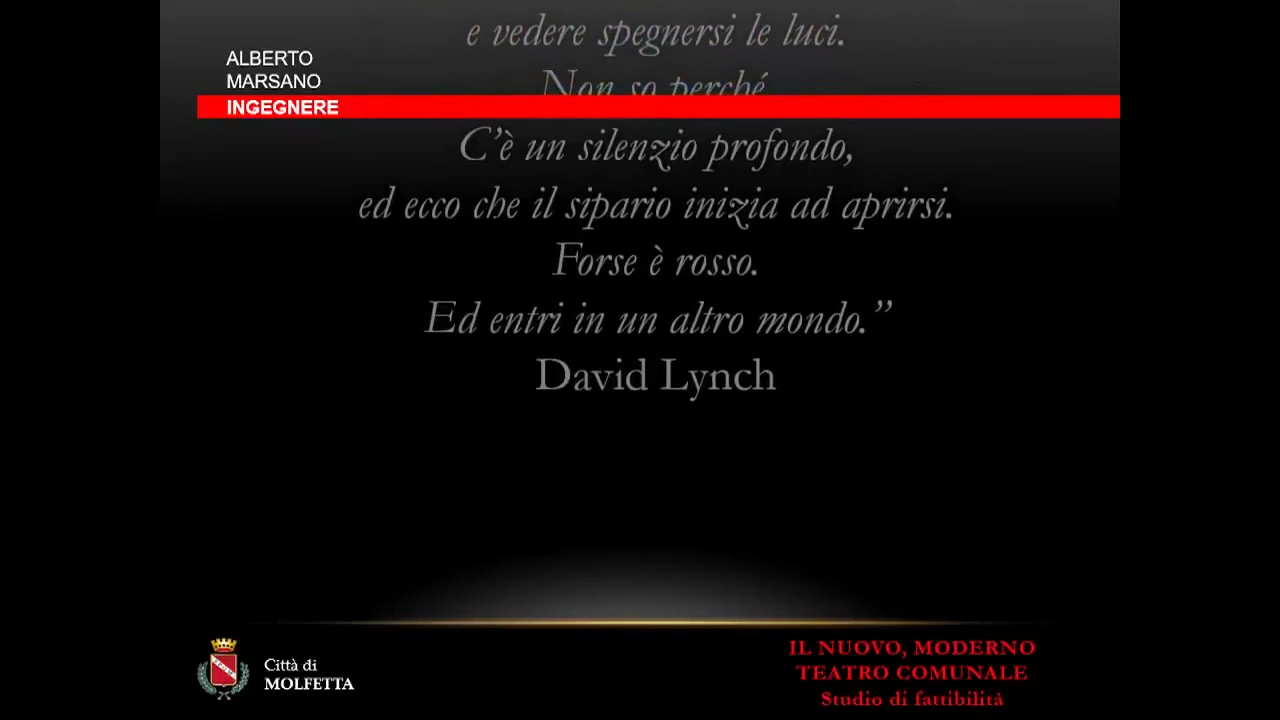 e vedere spegnersi le luci.
ALBERTO
MARSANO
Non so perché
INGEGNERE
C’è un silenzio profondo,
ed ecco che il sipario inizia ad aprirsi.
Forse è rosso.
Ed entri in un altro mondo.”
David Lynch
Città di
MOLFETTA
IL NUOVO, MODERNO
TEATRO COMUNALE
Studio di fattibilità